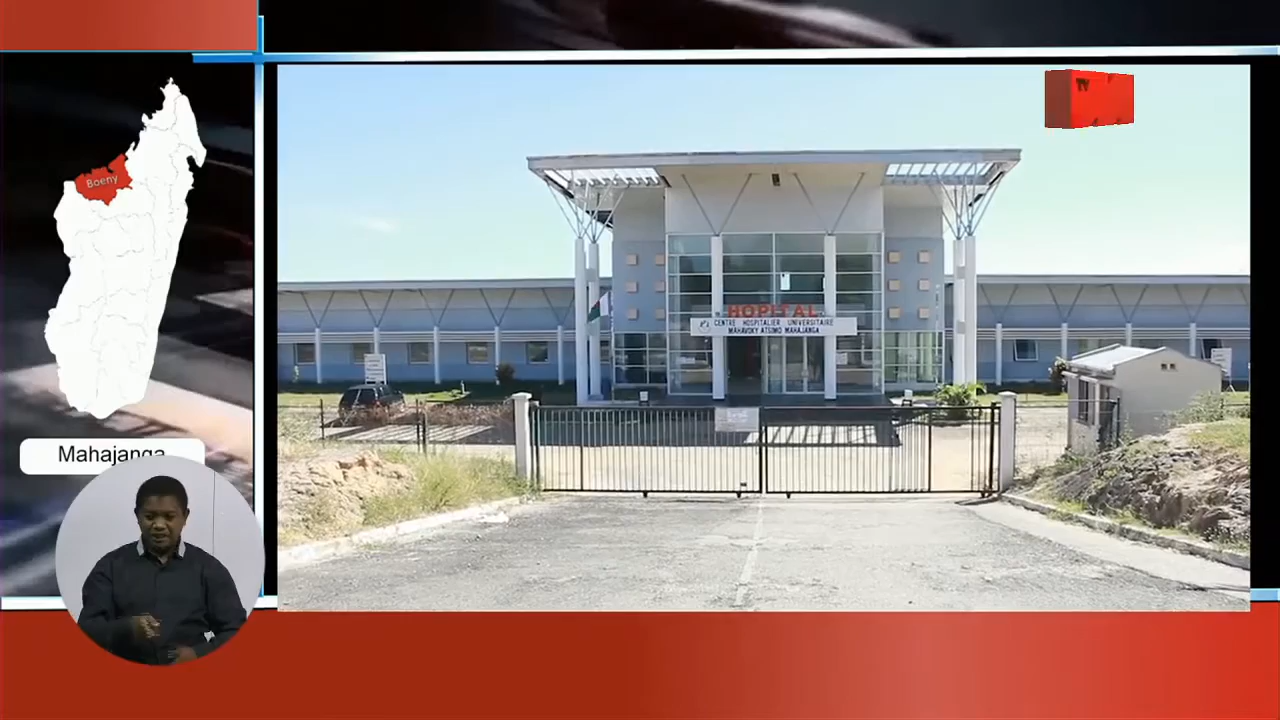 TV
Boeny
HOPITAL
CENTRE HOSPITALIER UNIVERSITAIRE
MAHAVOKY ATSIMO MAHAJANGA
Mahajanga